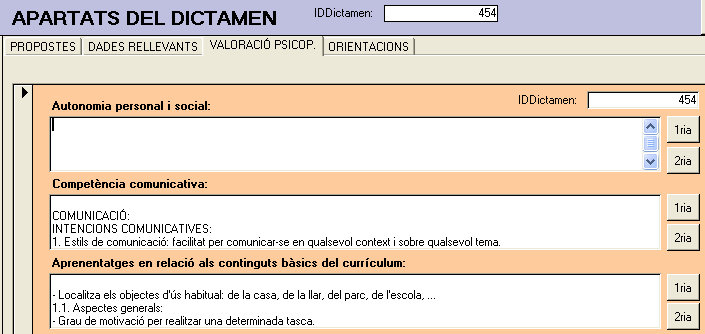 APARTATS DEL DICTAMEN IDDictamen: 454
PROPOSTES DADES RELLEVANTS VALORACIÓ PSICOP. ORIENTACIONS
IDDictamen: 454
Autonomia personal i social:
1ria
2ria
Competència comunicativa:
COMUNICACIÓ:
INTENCIONS COMUNICATIVES:
1. Estils de comunicació: facilitat per comunicar-se en qualsevol context i sobre qualsevol tema.
1ria
2ria
Aprenentatges en relació als continguts bàsics del currículum:
- Localitza els objectes d'ús habitual: de la casa, de la llar, del parc, de l'escola, ...
1.1. Aspectes generals:
- Grau de motivació per realitzar una determinada tasca.
1ria
2ria